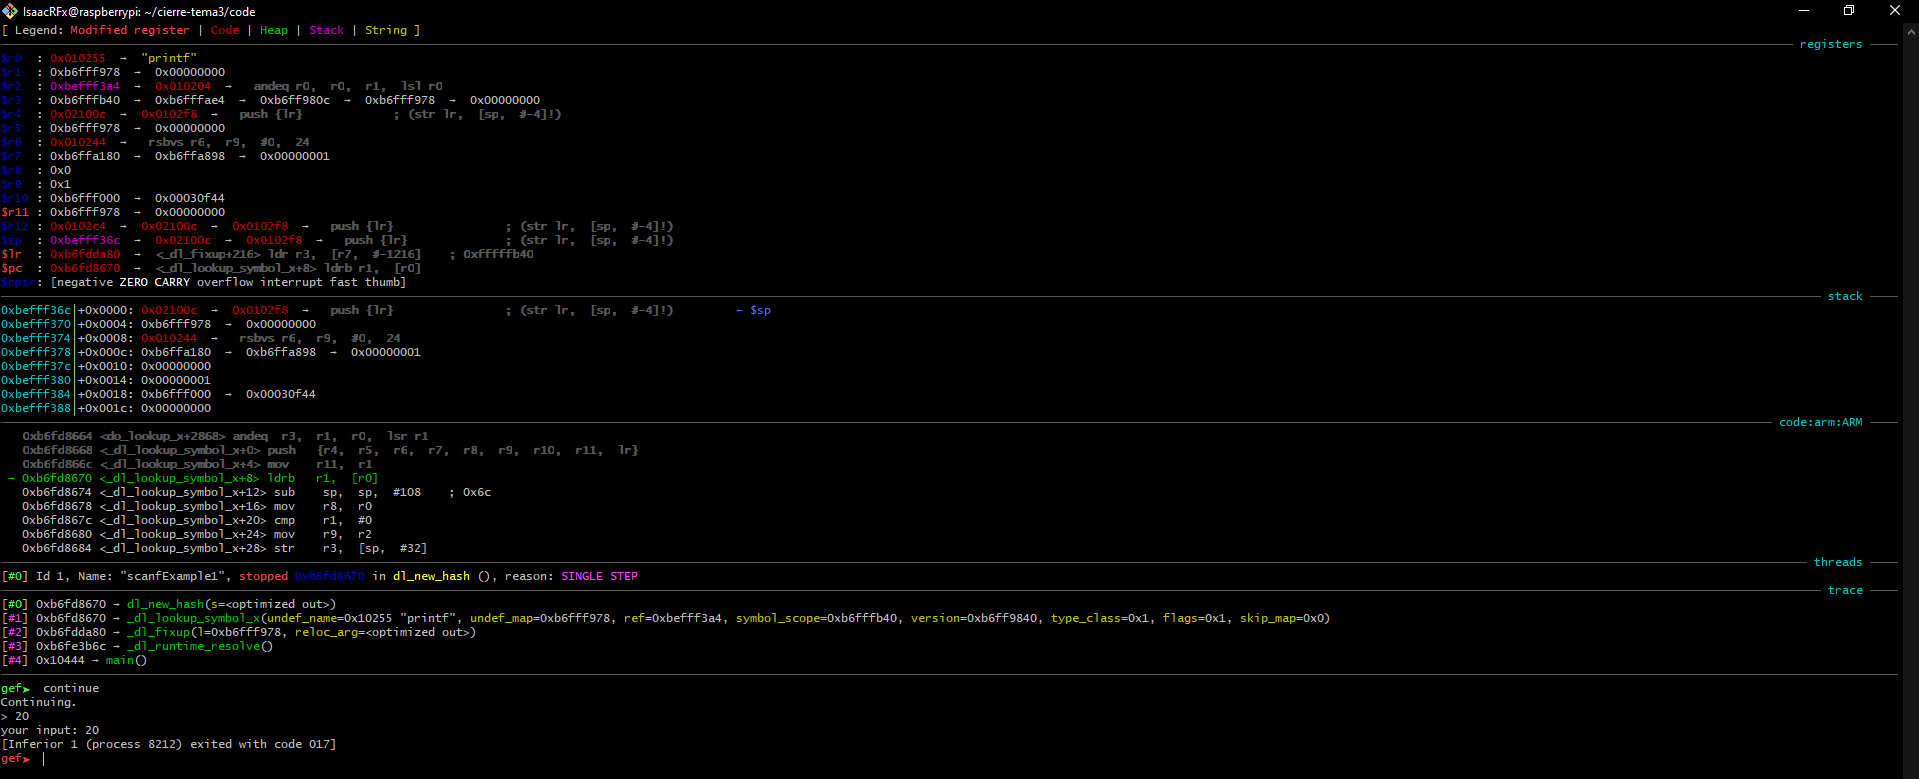 IsaacRFx@raspberrypi: ~/cierre-tema3/code
[ Legend: Modified register | Code | Heap | Stack | String ]
registers
$r0  : 0x010255  →  "printf"
$r1  : 0xb6fff978  →  0x00000000
$r2  : 0xbefff3a4  →  0x010204  →   andeq r0,  r0,  r1,  lsl r0
$r3  : 0xb6fffb40  →  0xb6fffae4  →  0xb6ff980c  →  0xb6fff978  →  0x00000000
$r4  : 0x02100c  →  0x0102f8  →   push {lr}             ; (str lr,  [sp,  #-4]!)
$r5  : 0xb6fff978  →  0x00000000
$r6  : 0x010244  →   rsbvs r6,  r9,  #0,  24
$r7  : 0xb6ffa180  →  0xb6ffa898  →  0x00000001
$r8  : 0x0
$r9  : 0x1
$r10 : 0xb6fff000  →  0x00030f44
$r11 : 0xb6fff978  →  0x00000000
$r12 : 0x0102c4  →  0x02100c  →  0x0102f8  →   push {lr}                ; (str lr,  [sp,  #-4]!)
$sp  : 0xbefff36c  →  0x02100c  →  0x0102f8  →   push {lr}              ; (str lr,  [sp,  #-4]!)
$lr  : 0xb6fdda80  →  <_dl_fixup+216> ldr r3,  [r7,  #-1216]    ; 0xfffffb40
$pc  : 0xb6fd8670  →  <_dl_lookup_symbol_x+8> ldrb r1,  [r0]
$cpsr: [negative ZERO CARRY overflow interrupt fast thumb]
stack
0xbefff36c│+0x0000: 0x02100c  →  0x0102f8  →   push {lr}                ; (str lr,  [sp,  #-4]!)         ← $sp
0xbefff370│+0x0004: 0xb6fff978  →  0x00000000
0xbefff374│+0x0008: 0x010244  →   rsbvs r6,  r9,  #0,  24
0xbefff378│+0x000c: 0xb6ffa180  →  0xb6ffa898  →  0x00000001
0xbefff37c│+0x0010: 0x00000000
0xbefff380│+0x0014: 0x00000001
0xbefff384│+0x0018: 0xb6fff000  →  0x00030f44
0xbefff388│+0x001c: 0x00000000
code:arm:ARM
0xb6fd8664 <do_lookup_x+2868> andeq  r3,  r1,  r0,  lsr r1
0xb6fd8668 <_dl_lookup_symbol_x+0> push   {r4,  r5,  r6,  r7,  r8,  r9,  r10,  r11,  lr}
0xb6fd866c <_dl_lookup_symbol_x+4> mov    r11,  r1
→ 0xb6fd8670 <_dl_lookup_symbol_x+8> ldrb   r1,  [r0]
0xb6fd8674 <_dl_lookup_symbol_x+12> sub    sp,  sp,  #108    ; 0x6c
0xb6fd8678 <_dl_lookup_symbol_x+16> mov    r8,  r0
0xb6fd867c <_dl_lookup_symbol_x+20> cmp    r1,  #0
0xb6fd8680 <_dl_lookup_symbol_x+24> mov    r9,  r2
0xb6fd8684 <_dl_lookup_symbol_x+28> str    r3,  [sp,  #32]
threads
[#0] Id 1, Name: "scanfExample1", stopped 0xb6fd8670 in dl_new_hash (), reason: SINGLE STEP
trace
[#0] 0xb6fd8670 → dl_new_hash(s=<optimized out>)
[#1] 0xb6fd8670 → _dl_lookup_symbol_x(undef_name=0x10255 "printf", undef_map=0xb6fff978, ref=0xbefff3a4, symbol_scope=0xb6fffb40, version=0xb6ff9840, type_class=0x1, flags=0x1, skip_map=0x0)
[#2] 0xb6fdda80 → _dl_fixup(l=0xb6fff978, reloc_arg=<optimized out>)
[#3] 0xb6fe3b6c → _dl_runtime_resolve()
[#4] 0x10444 → main()
gef➤  continue
Continuing.
> 20
your input: 20
[Inferior 1 (process 8212) exited with code 017]
gef➤